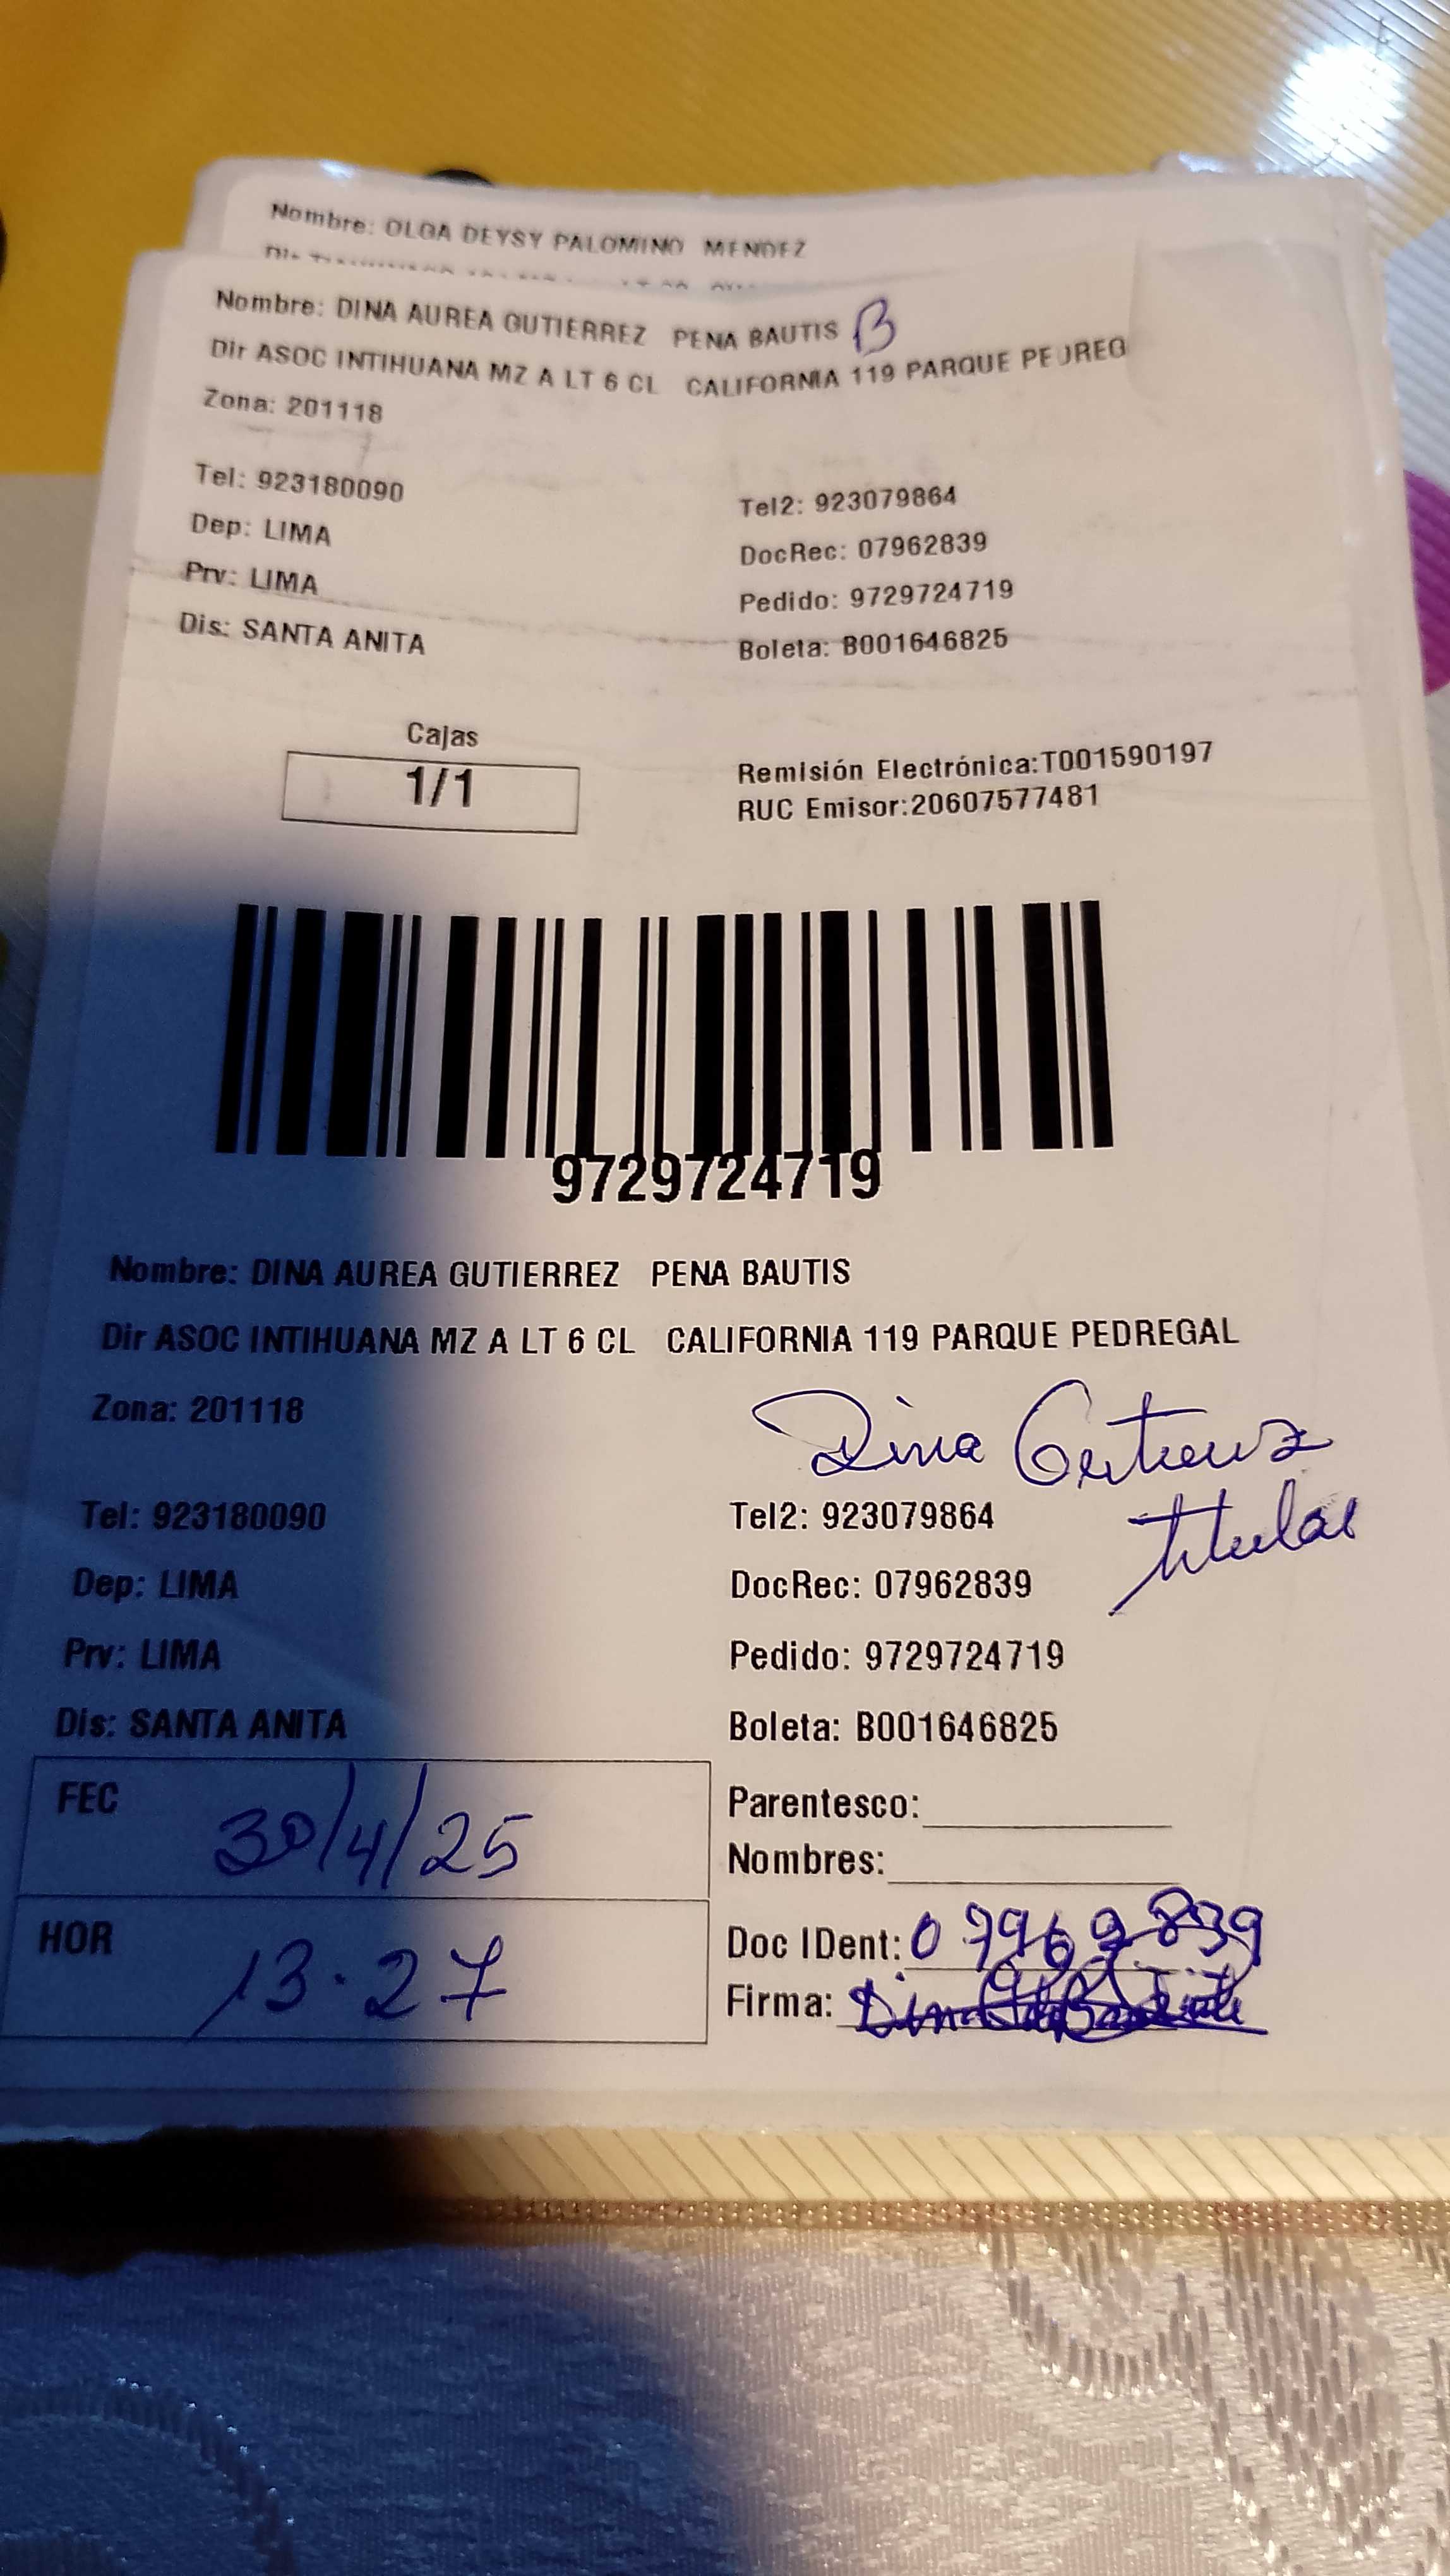 Nombre: OLGA DEYSY PALOMINO MENDEZ
Nombre: DINA AUREA GUTIERREZ PENA BAUTIS B
Dir ASOC INTIHUANA MZ A LT 6 CL CALIFORNIA 119 PARQUE PEDREG
Zona: 201118
Tel: 923180090 Tel2: 923079864
Dep: LIMA DocRec: 07962839
Prv: LIMA Pedido: 9729724719
Dis: SANTA ANITA Boleta: B001646825
Cajas
1/1
Remisión Electrónica:T001590197
RUC Emisor:20607577481
9729724719
Nombre: DINA AUREA GUTIERREZ PENA BAUTIS
Dir ASOC INTIHUANA MZ A LT 6 CL CALIFORNIA 119 PARQUE PEDREGAL
Zona: 201118
Dina Gutierrez
titular
Tel: 923180090 Tel2: 923079864
Dep: LIMA DocRec: 07962839
Prv: LIMA Pedido: 9729724719
Dis: SANTA ANITA Boleta: B001646825
FEC 30/4/25
Parentesco:
Nombres:
HOR 13.27
Doc IDent: 07962839
Firma: Dina